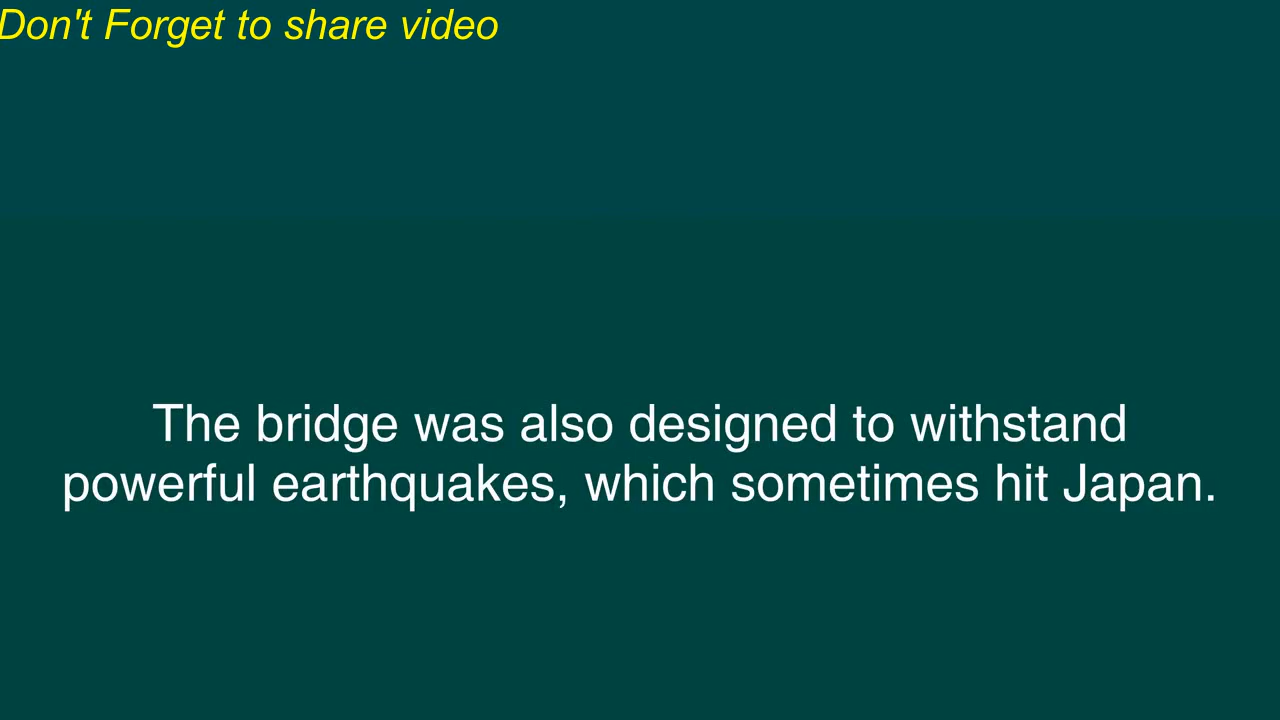 Don't Forget to share video
The bridge was also designed to withstand
powerful earthquakes, which sometimes hit Japan.